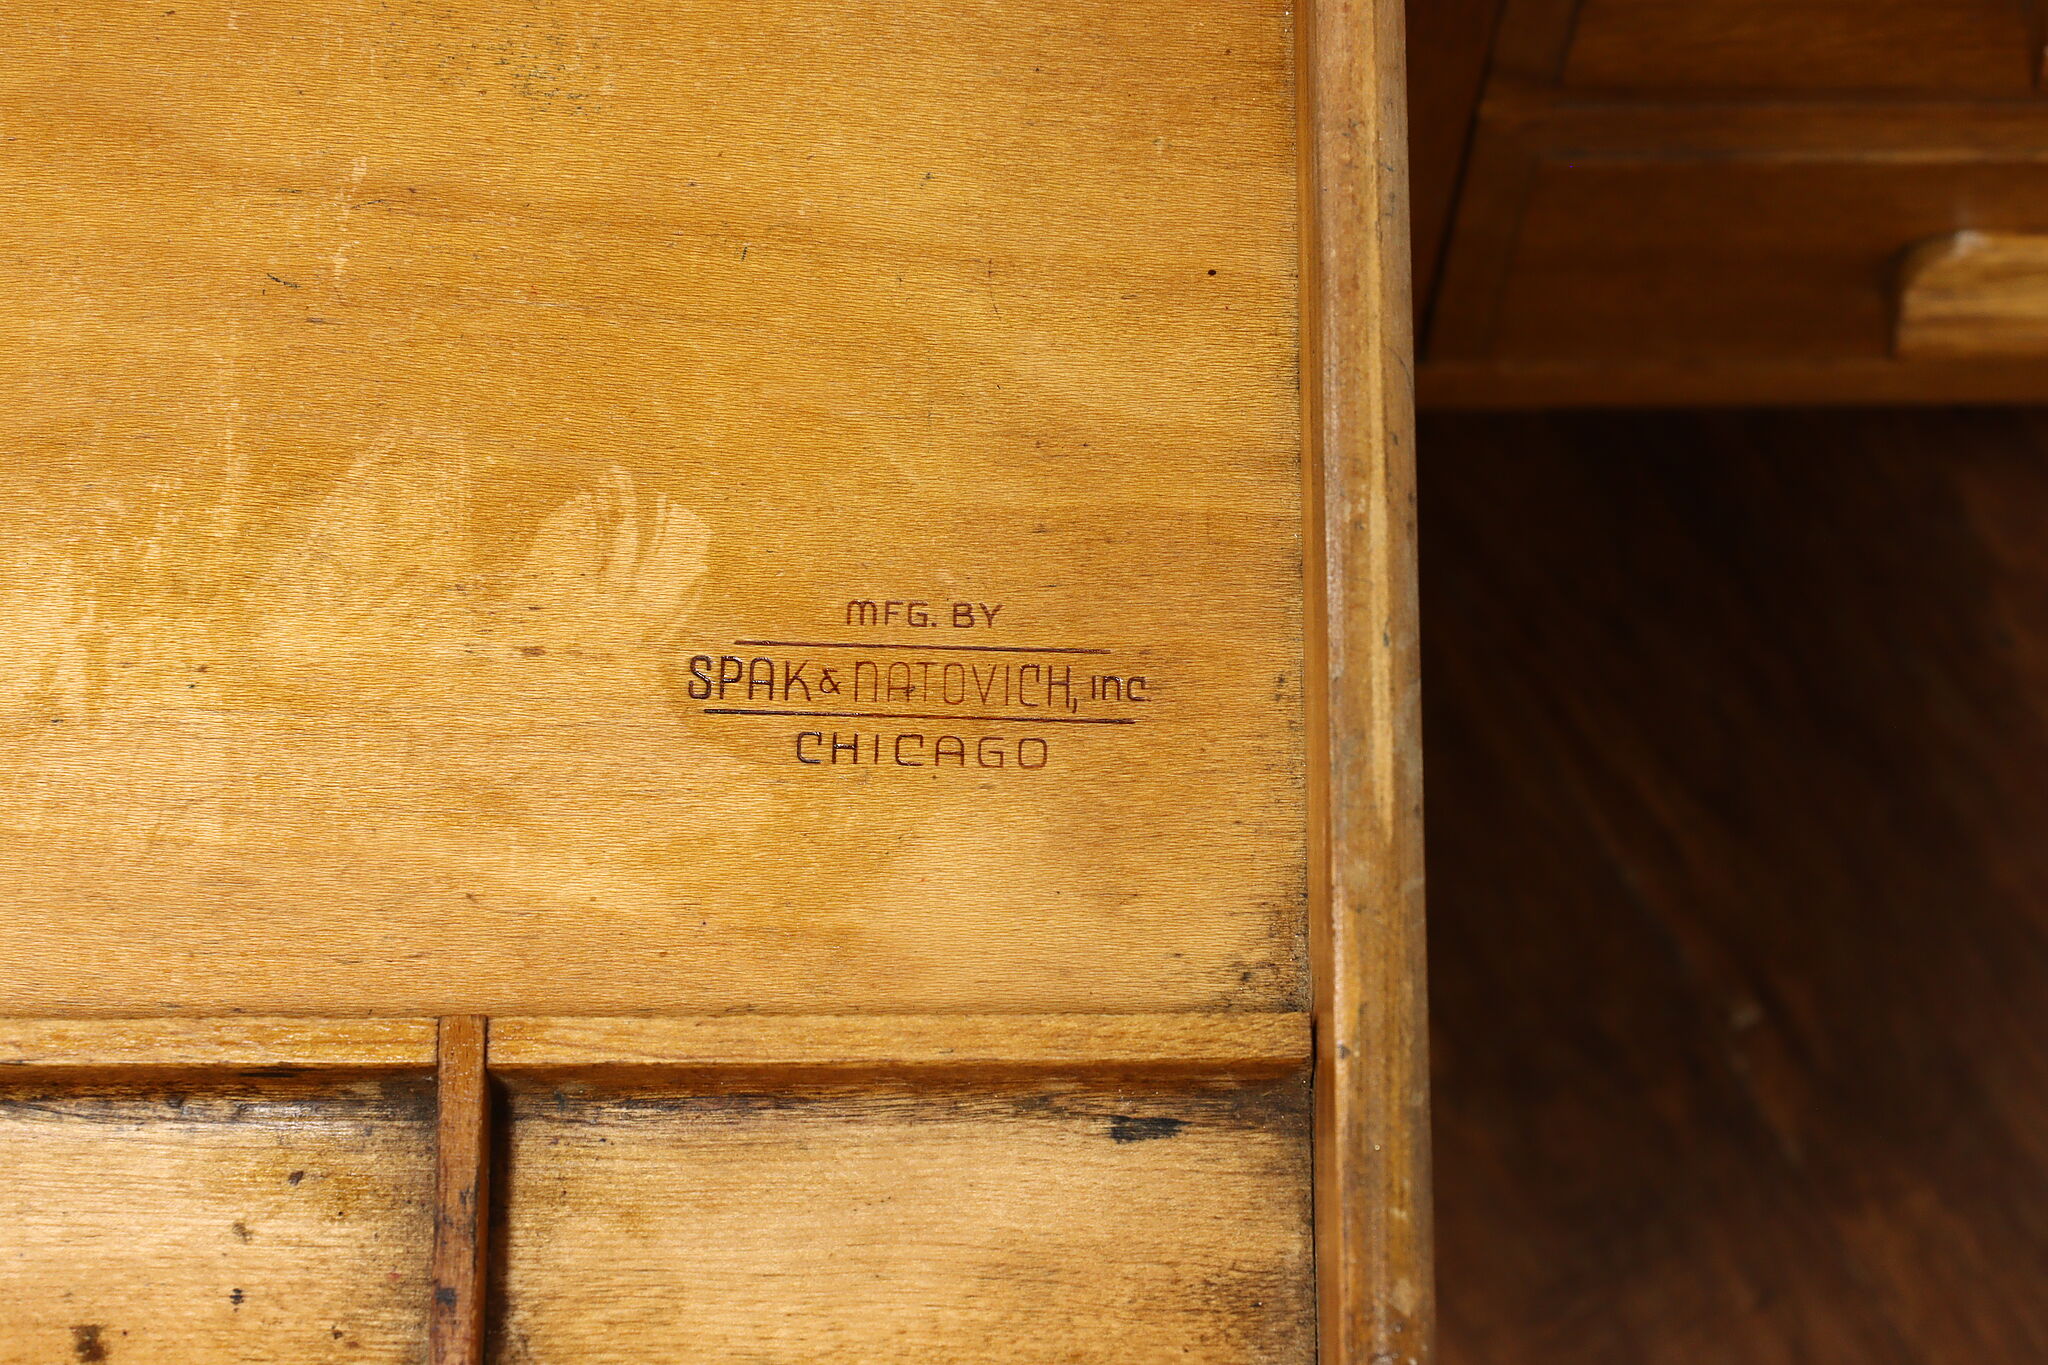 MFG. BY
SPAK & NATOVICH, INC
CHICAGO